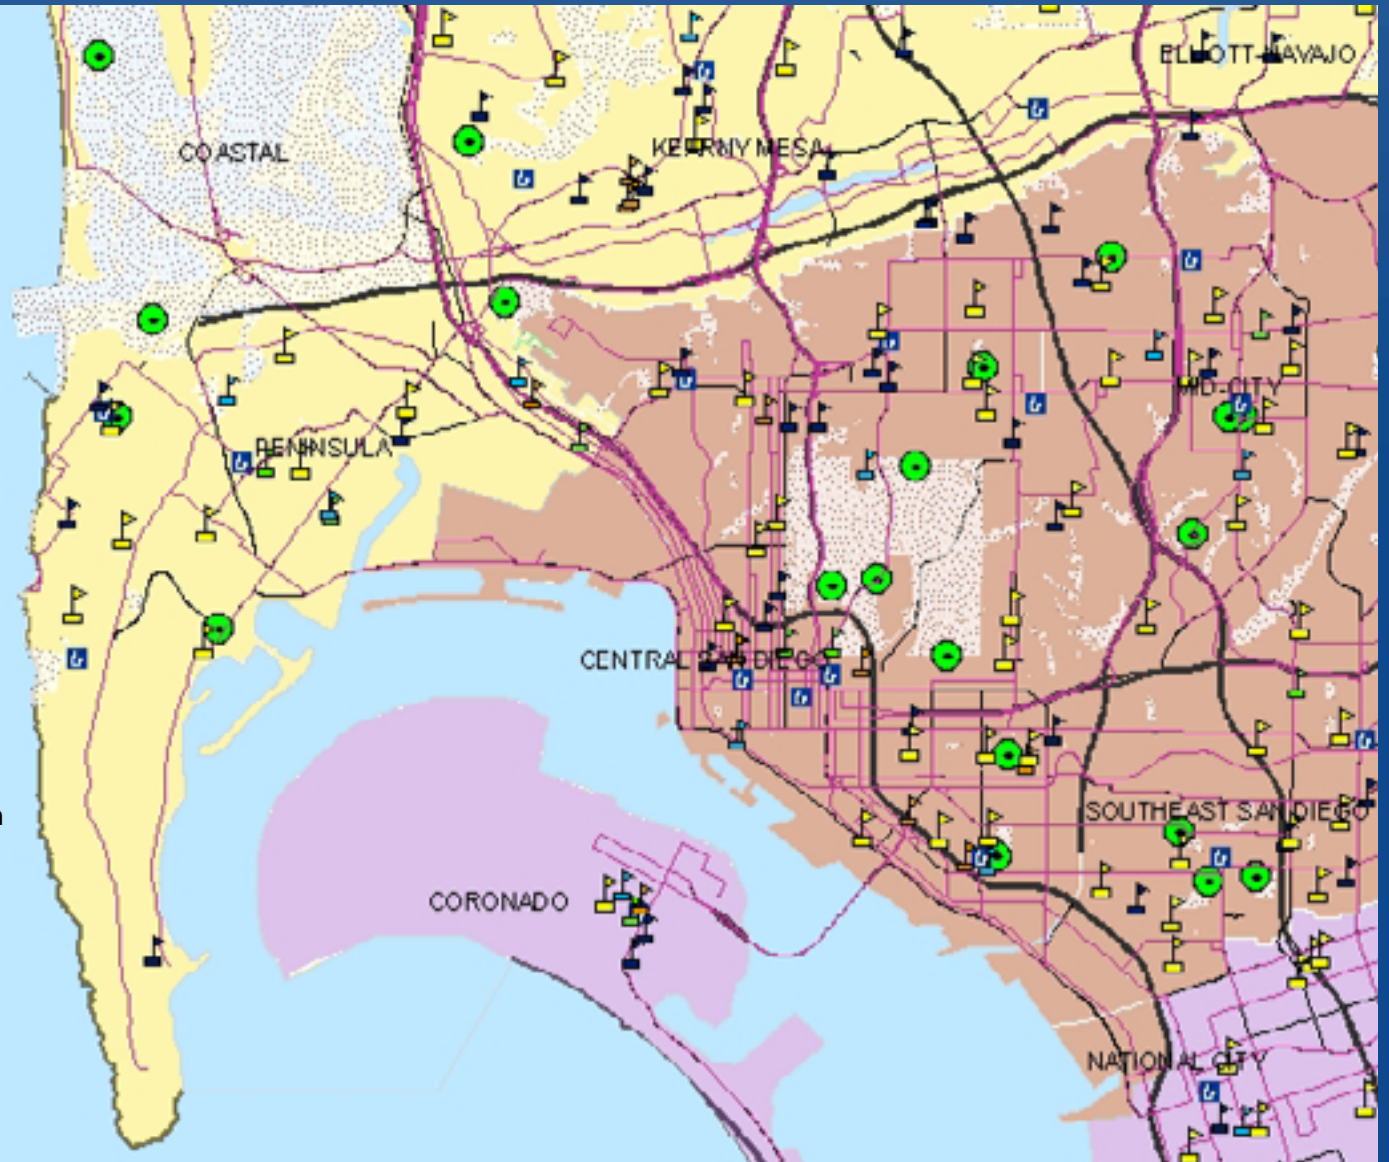 ELLIOTT-NAVAJO
COASTAL
KEARNY MESA
MID-CITY
PENINSULA
CENTRAL SAN DIEGO
SOUTHEAST SAN DIEGO
CORONADO
NATIONAL CITY